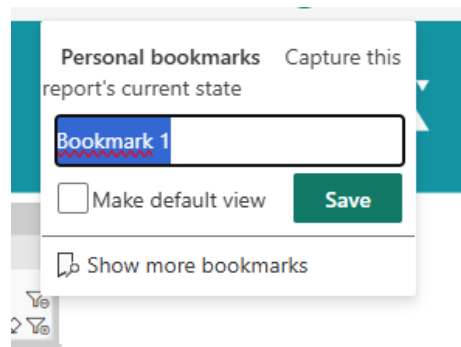 Personal bookmarks Capture this
report's current state
Bookmark 1
Make default view
Save
Show more bookmarks